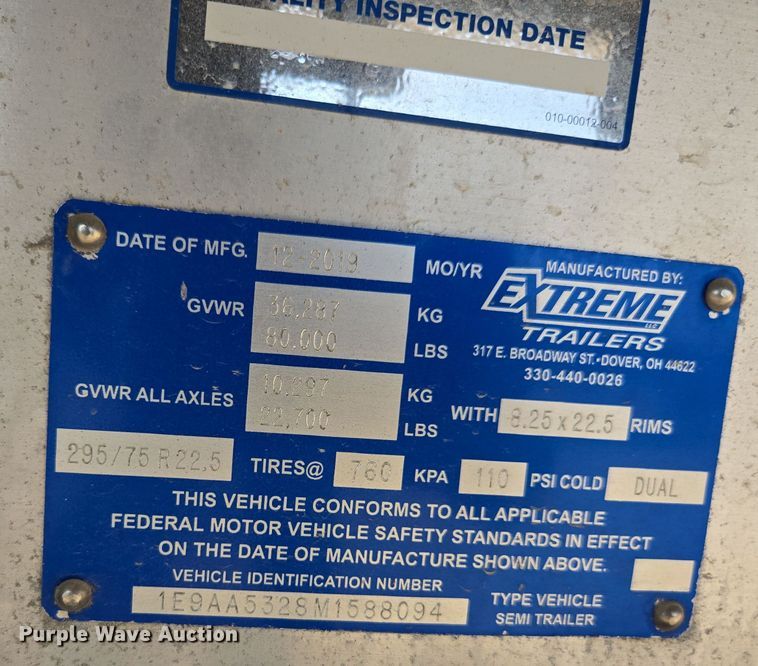 INSPECTION DATE
010-00012-004
DATE OF MFG. 12-2019 MO/YR
MANUFACTURED BY:
EXTREME LLC
TRAILERS
317 E. BROADWAY ST. • DOVER, OH 44622
330-440-0026
GVWR 36,287 KG
80,000 LBS
GVWR ALL AXLES 10,297 KG
22,700 LBS
WITH 8.25 x 22.5 RIMS
295/75 R 22.5 TIRES@ 760 KPA 110 PSI COLD DUAL
THIS VEHICLE CONFORMS TO ALL APPLICABLE
FEDERAL MOTOR VEHICLE SAFETY STANDARDS IN EFFECT
ON THE DATE OF MANUFACTURE SHOWN ABOVE.
VEHICLE IDENTIFICATION NUMBER
1E9AA5328M1588094
TYPE VEHICLE
SEMI TRAILER
Purple Wave Auction